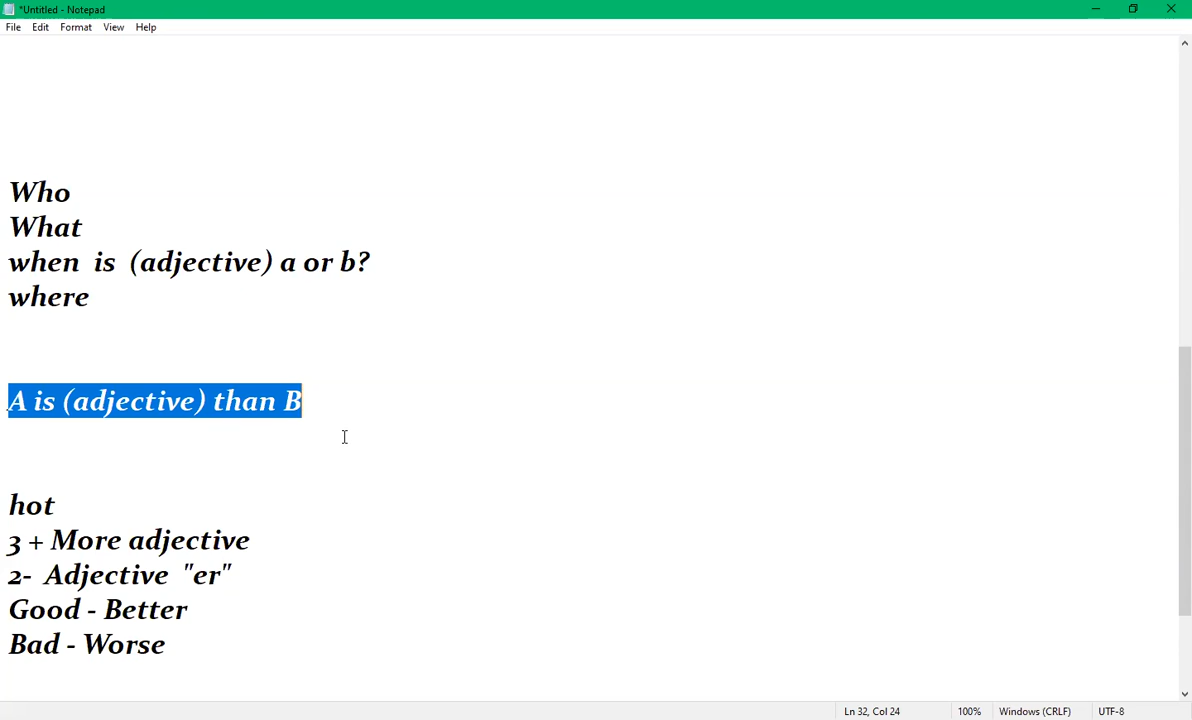 *Untitled - Notepad
File Edit Format View Help
Who
What
when is (adjective) a or b?
where
A is (adjective) than B
hot
3 + More adjective
2- Adjective "er"
Good - Better
Bad - Worse
Ln 32, Col 24 100% Windows (CRLF) UTF-8